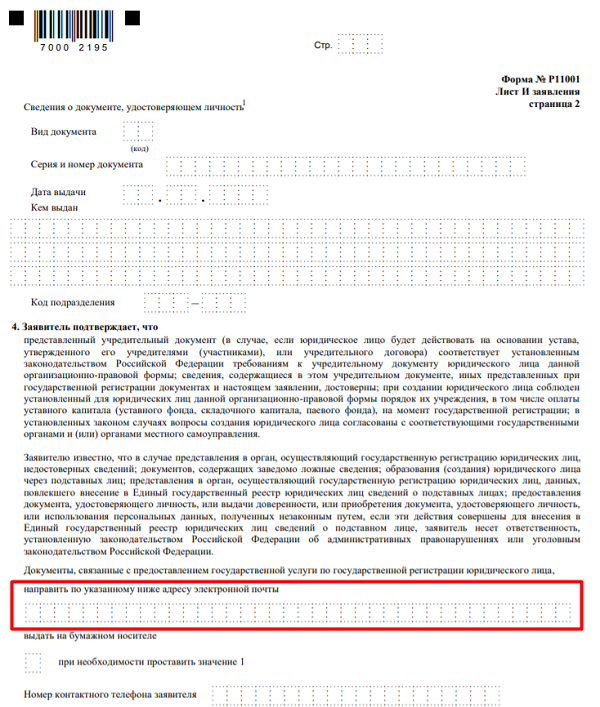 7000 2195
Стр.
Форма № Р11001
Лист И заявления
страница 2
Сведения о документе, удостоверяющем личность1
Вид документа
(код)
Серия и номер документа
Дата выдачи
. .
Кем выдан
Код подразделения
–
4. Заявитель подтверждает, что
представленный учредительный документ (в случае, если юридическое лицо будет действовать на основании устава,
утвержденного его учредителями (участниками), или учредительного договора) соответствует установленным
законодательством Российской Федерации требованиям к учредительному документу юридического лица данной
организационно-правовой формы; сведения, содержащиеся в этом учредительном документе, иных представленных при
государственной регистрации документах и настоящем заявлении, достоверны; при создании юридического лица соблюден
установленный для юридических лиц данной организационно-правовой формы порядок их учреждения, в том числе оплаты
уставного капитала (уставного фонда, складочного капитала, паевого фонда), на момент государственной регистрации; в
установленных законом случаях вопросы создания юридического лица согласованы с соответствующими государственными
органами и (или) органами местного самоуправления.
Заявителю известно, что в случае представления в орган, осуществляющий государственную регистрацию юридических лиц,
недостоверных сведений; документов, содержащих заведомо ложные сведения; образования (создания) юридического лица
через подставных лиц; представления в орган, осуществляющий государственную регистрацию юридических лиц, данных,
повлекшего внесение в Единый государственный реестр юридических лиц сведений о подставных лицах; предоставления
документа, удостоверяющего личность, или выдачи доверенности, или приобретения документа, удостоверяющего личность,
или использования персональных данных, полученных незаконным путем, если эти действия совершены для внесения в
Единый государственный реестр юридических лиц сведений о подставном лице, заявитель несет ответственность,
установленную законодательством Российской Федерации об административных правонарушениях или уголовным
законодательством Российской Федерации.
Документы, связанные с предоставлением государственной услуги по государственной регистрации юридического лица,
направить по указанному ниже адресу электронной почты
выдать на бумажном носителе
при необходимости проставить значение 1
Номер контактного телефона заявителя